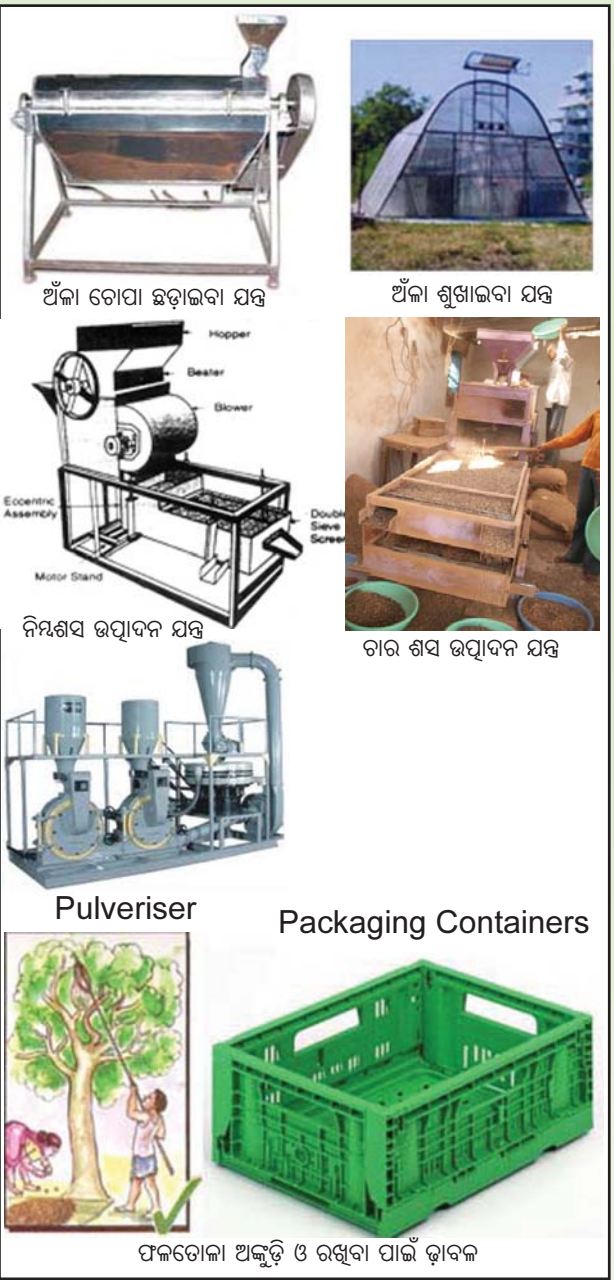 ଅଁଳା ଚୋପା ଛଡ଼ାଇବା ଯନ୍ତ୍ର
ଅଁଳା ଶୁଖାଇବା ଯନ୍ତ୍ର
Hopper
Beater
Blower
Eccentric
Assembly
Double
Sieve
Screen
Motor Stand
ନିମ୍ବଶସ ଉତ୍ପାଦନ ଯନ୍ତ୍ର
ଚାର ଶସ ଉତ୍ପାଦନ ଯନ୍ତ୍ର
Pulveriser
Packaging Containers
ଫଳତୋଳା ଅଙ୍କୁଡ଼ି ଓ ରଖିବା ପାଇଁ ଢ଼ାବଳ